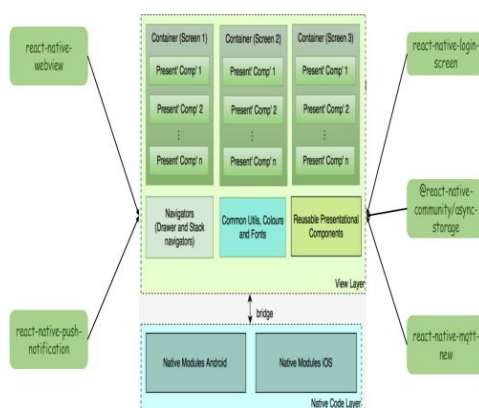 react-native-
webview
react-native-push-
notification
Container (Screen 1)
Present' Comp' 1
Present' Comp' 2
⋮
Present' Comp' n
Container (Screen 2)
Present' Comp' 1
Present' Comp' 2
⋮
Present' Comp' n
Container (Screen 3)
Present' Comp' 1
Present' Comp' 2
⋮
Present' Comp' n
Navigators
(Drawer and Stack
navigators)
Common Utils, Colours
and Fonts
Reusable Presentational
Components
View Layer
bridge
Native Modules Android
Native Modules iOS
Native Code Layer
react-native-login-
screen
@react-native-
community/async
-storage
react-native-mqtt-
new